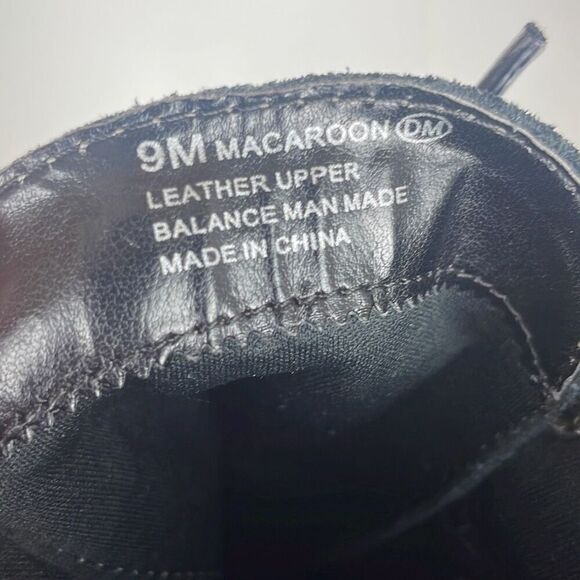 9M MACAROON DM
LEATHER UPPER
BALANCE MAN MADE
MADE IN CHINA